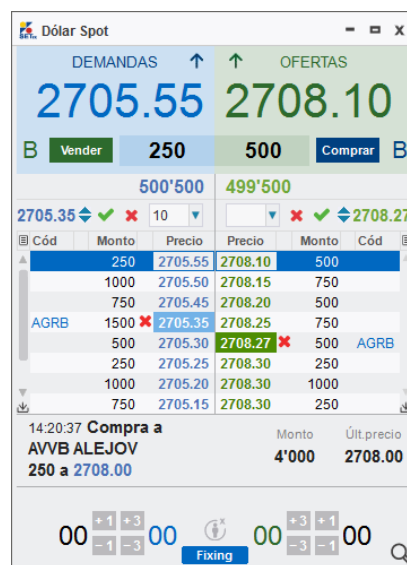 SET FX Dólar Spot
DEMANDAS OFERTAS
2705.55 2708.10
B Vender 250 500 Comprar B
500'500 499'500
2705.35 10 2708.27
Cód Monto Precio Precio Monto Cód
250 2705.55 2708.10 500
1000 2705.50 2708.15 750
750 2705.45 2708.20 500
AGRB 1500 2705.35 2708.25 750
500 2705.30 2708.27 500 AGRB
250 2705.25 2708.30 250
1000 2705.20 2708.30 1000
750 2705.15 2708.30 250
14:20:37 Compra a
AVVB ALEJOV
250 a 2708.00
Monto Últ.precio
4'000 2708.00
+1 +3 +3 +1
00 00 00 00
−1 −3 −3 −1
Fixing